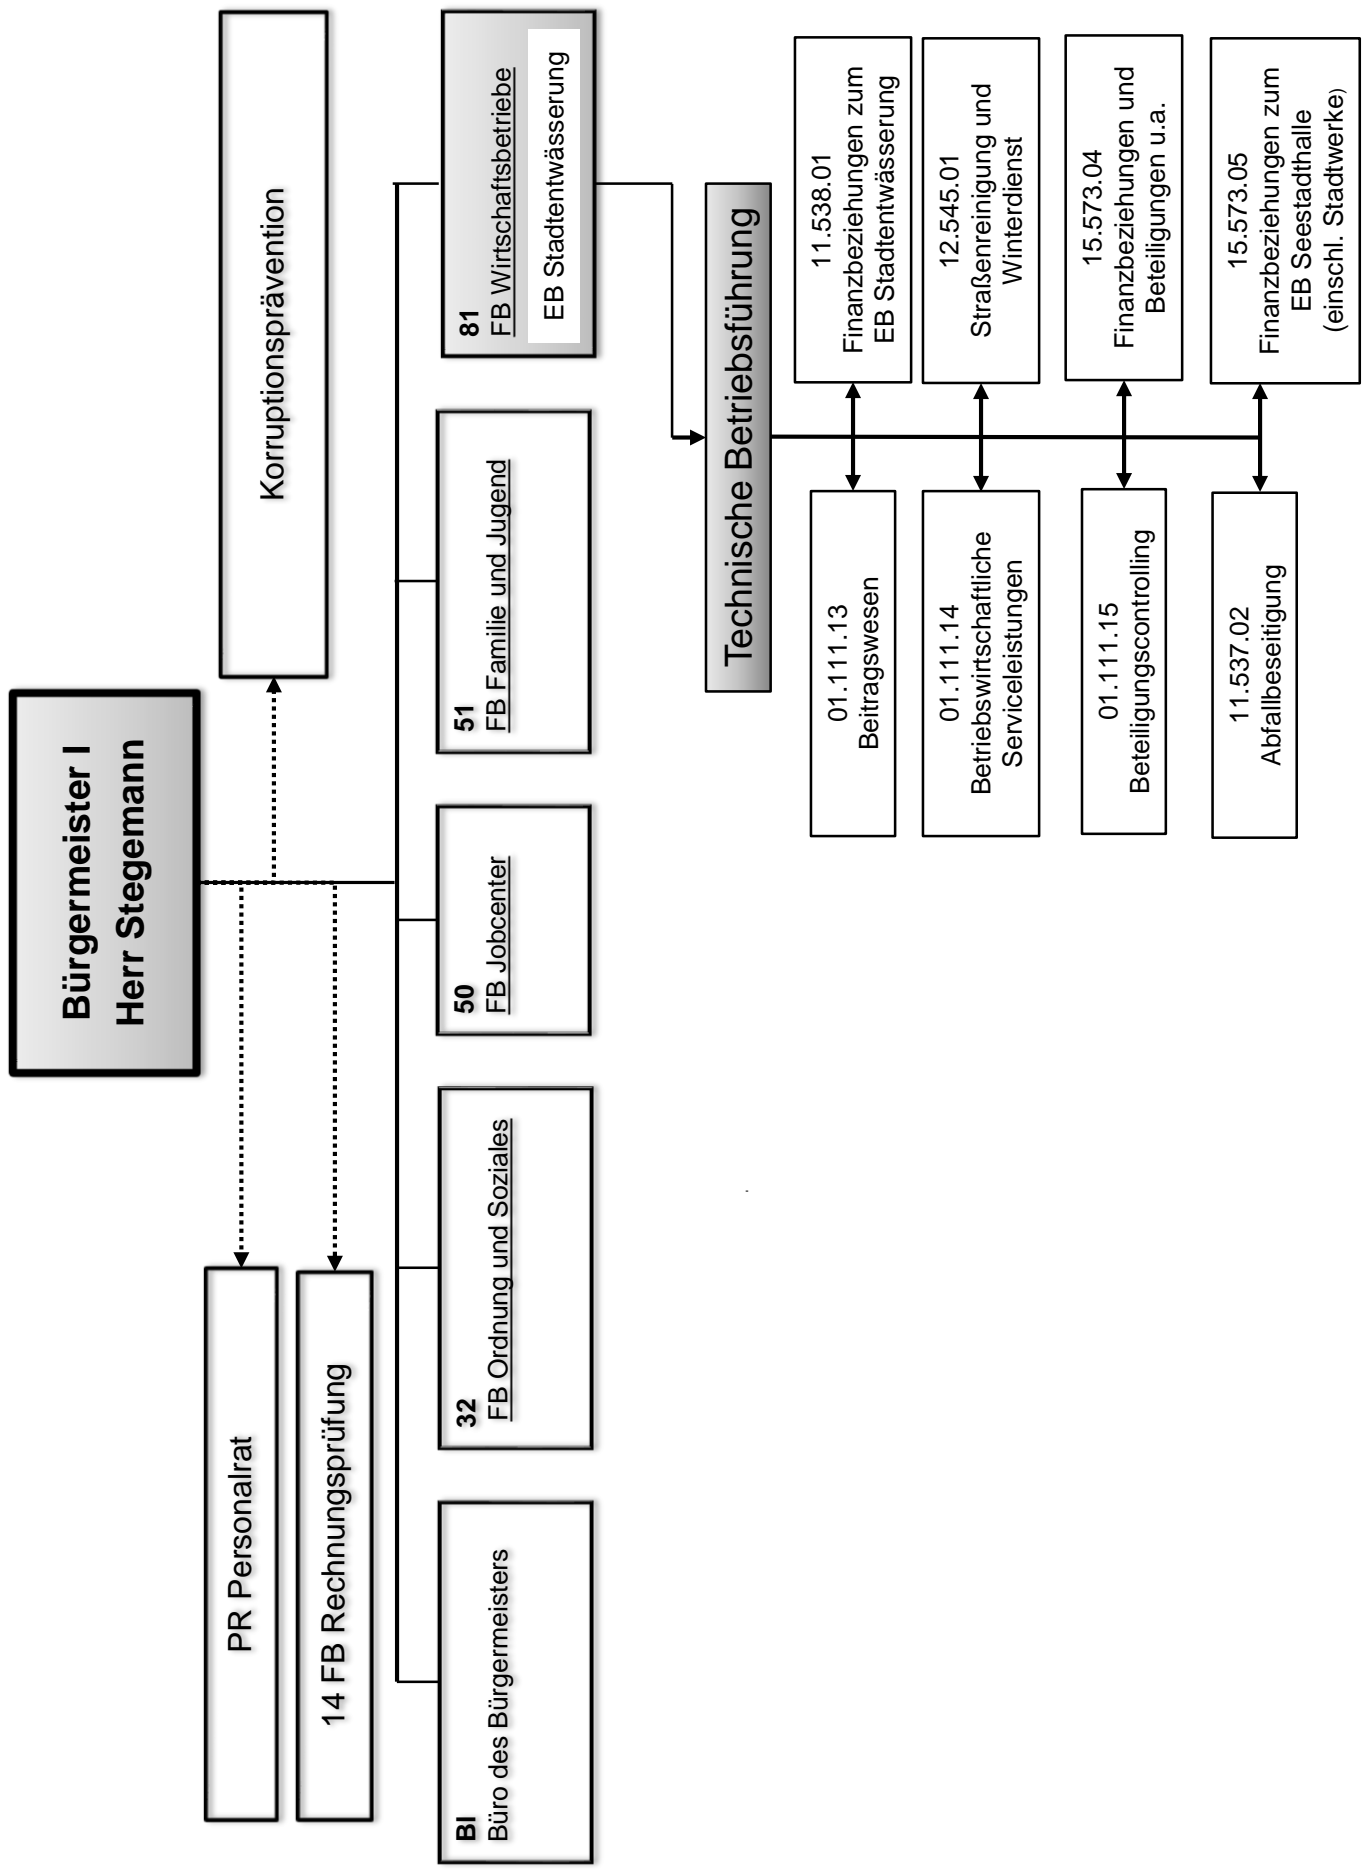 Bürgermeister I
Herr Stegemann
PR Personalrat
14 FB Rechnungsprüfung
Korruptionsprävention
BI
Büro des Bürgermeisters
32
FB Ordnung und Soziales
50
FB Jobcenter
51
FB Familie und Jugend
81
FB Wirtschaftsbetriebe
EB Stadtentwässerung
Technische Betriebsführung
01.111.13
Beitragswesen
11.538.01
Finanzbeziehungen zum
EB Stadtentwässerung
01.111.14
Betriebswirtschaftliche
Serviceleistungen
12.545.01
Straßenreinigung und
Winterdienst
01.111.15
Beteiligungscontrolling
15.573.04
Finanzbeziehungen und
Beteiligungen u.a.
11.537.02
Abfallbeseitigung
15.573.05
Finanzbeziehungen zum
EB Seestadthalle
(einschl. Stadtwerke)